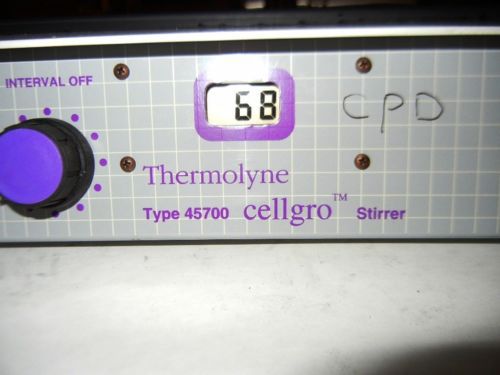 INTERVAL OFF
68 CPD
Thermolyne
Type 45700 cellgro™ Stirrer